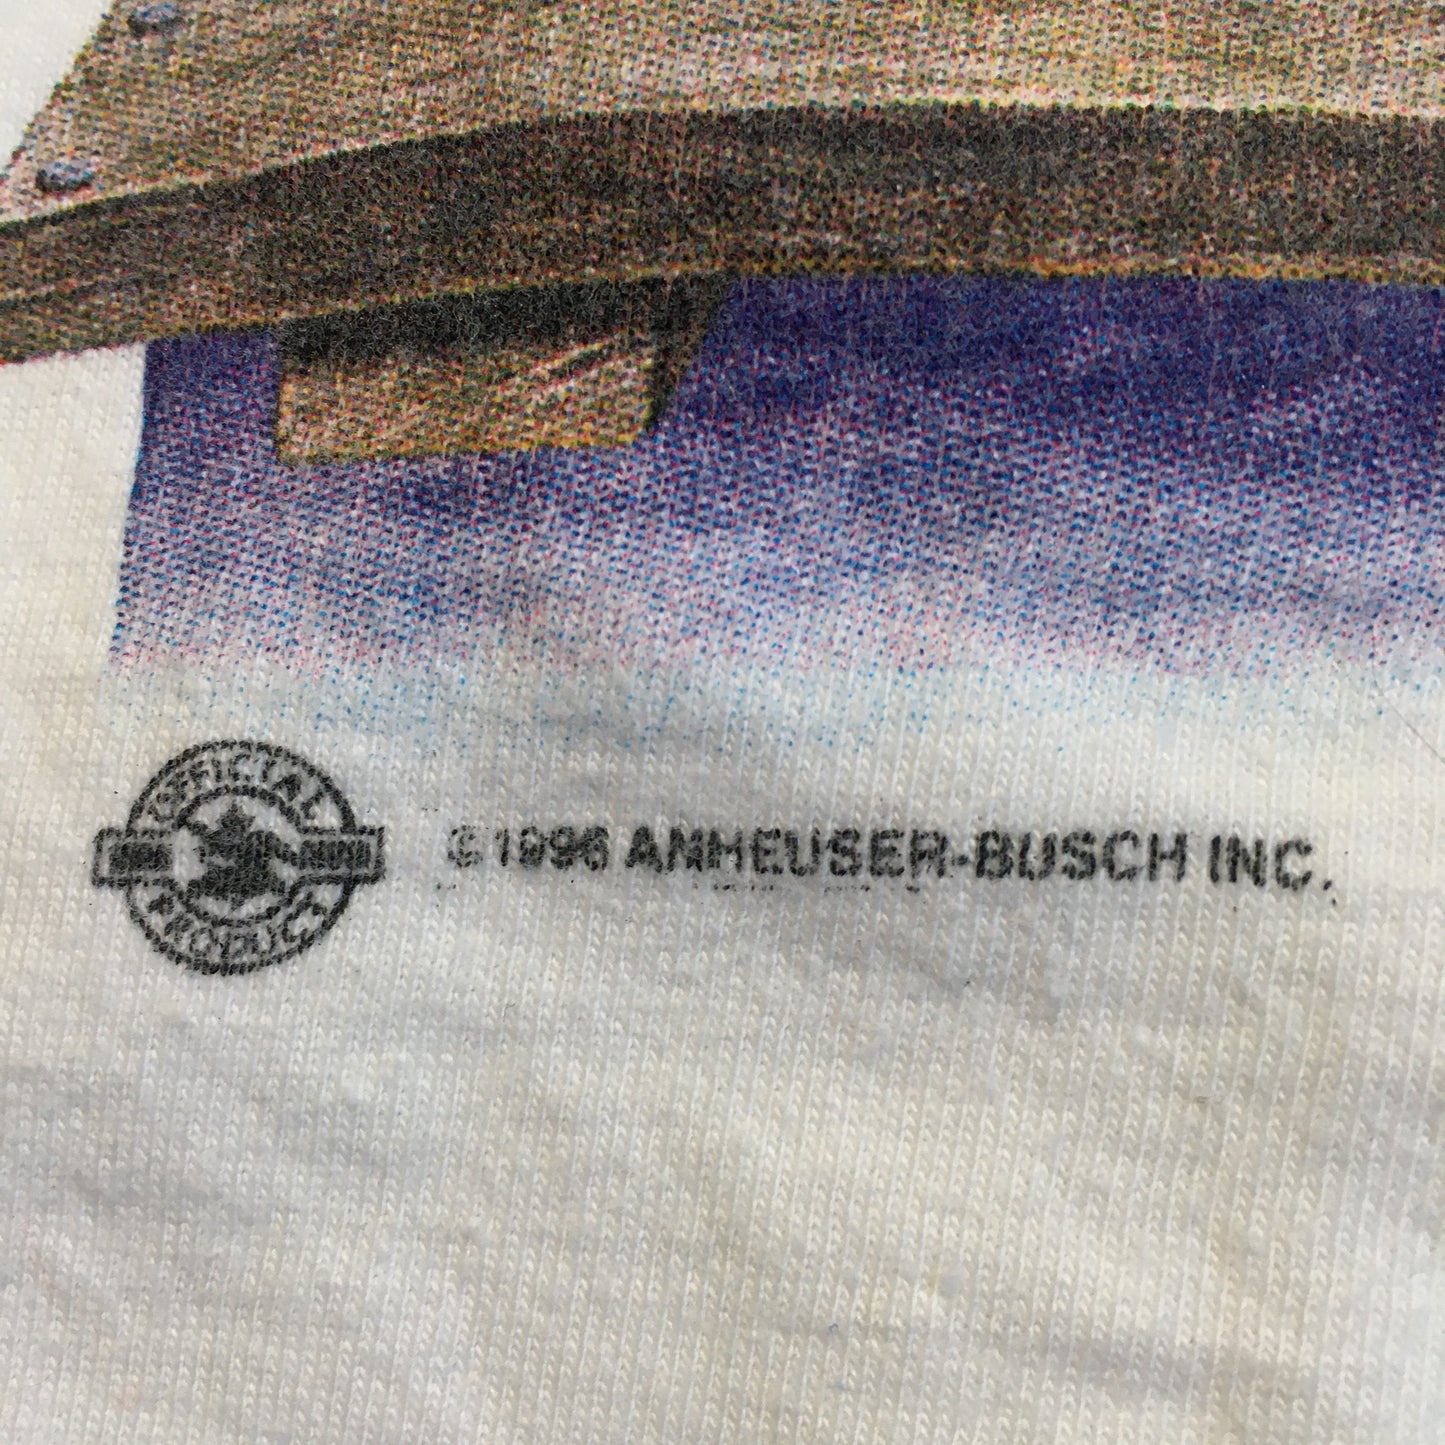 OFFICIAL
PRODUCT
©1996 ANHEUSER-BUSCH INC.